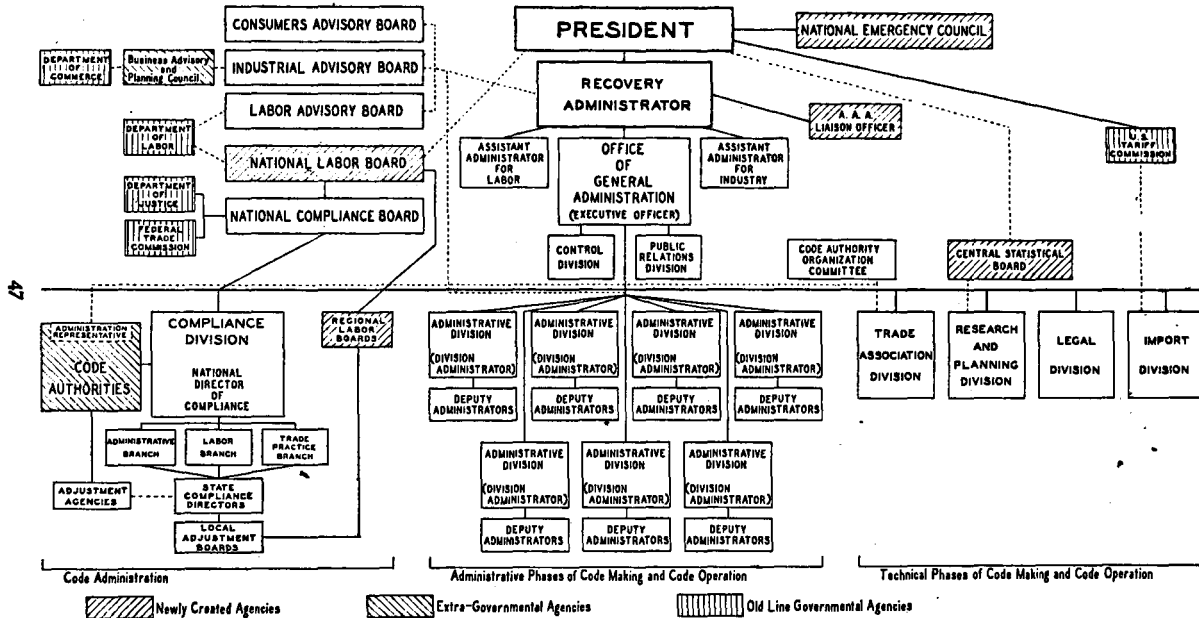 CONSUMERS ADVISORY BOARD
DEPARTMENT
OF
COMMERCE
Business Advisory
and
Planning Council
INDUSTRIAL ADVISORY BOARD
LABOR ADVISORY BOARD
DEPARTMENT
OF
LABOR
NATIONAL LABOR BOARD
DEPARTMENT
OF
JUSTICE
FEDERAL
TRADE
COMMISSION
NATIONAL COMPLIANCE BOARD
PRESIDENT
NATIONAL EMERGENCY COUNCIL
RECOVERY
ADMINISTRATOR
A. A. A.
LIAISON OFFICER
U.S.
TARIFF
COMMISSION
ASSISTANT
ADMINISTRATOR
FOR
LABOR
OFFICE
OF
GENERAL
ADMINISTRATION
(EXECUTIVE OFFICER)
ASSISTANT
ADMINISTRATOR
FOR
INDUSTRY
CONTROL
DIVISION
PUBLIC
RELATIONS
DIVISION
CODE AUTHORITY
ORGANIZATION
COMMITTEE
CENTRAL STATISTICAL
BOARD
47
ADMINISTRATION
REPRESENTATIVE
CODE
AUTHORITIES
COMPLIANCE
DIVISION
NATIONAL
DIRECTOR
OF
COMPLIANCE
REGIONAL
LABOR
BOARDS
ADMINISTRATIVE
BRANCH
LABOR
BRANCH
TRADE
PRACTICE
BRANCH
ADJUSTMENT
AGENCIES
STATE
COMPLIANCE
DIRECTORS
LOCAL
ADJUSTMENT
BOARDS
ADMINISTRATIVE
DIVISION
(DIVISION
ADMINISTRATOR)
DEPUTY
ADMINISTRATORS
ADMINISTRATIVE
DIVISION
(DIVISION
ADMINISTRATOR)
DEPUTY
ADMINISTRATORS
ADMINISTRATIVE
DIVISION
(DIVISION
ADMINISTRATOR)
DEPUTY
ADMINISTRATORS
ADMINISTRATIVE
DIVISION
(DIVISION
ADMINISTRATOR)
DEPUTY
ADMINISTRATORS
ADMINISTRATIVE
DIVISION
(DIVISION
ADMINISTRATOR)
DEPUTY
ADMINISTRATORS
ADMINISTRATIVE
DIVISION
(DIVISION
ADMINISTRATOR)
DEPUTY
ADMINISTRATORS
ADMINISTRATIVE
DIVISION
(DIVISION
ADMINISTRATOR)
DEPUTY
ADMINISTRATORS
TRADE
ASSOCIATION
DIVISION
RESEARCH
AND
PLANNING
DIVISION
LEGAL
DIVISION
IMPORT
DIVISION
Code Administration
Administrative Phases of Code Making and Code Operation
Technical Phases of Code Making and Code Operation
Newly Created Agencies
Extra-Governmental Agencies
Old Line Governmental Agencies